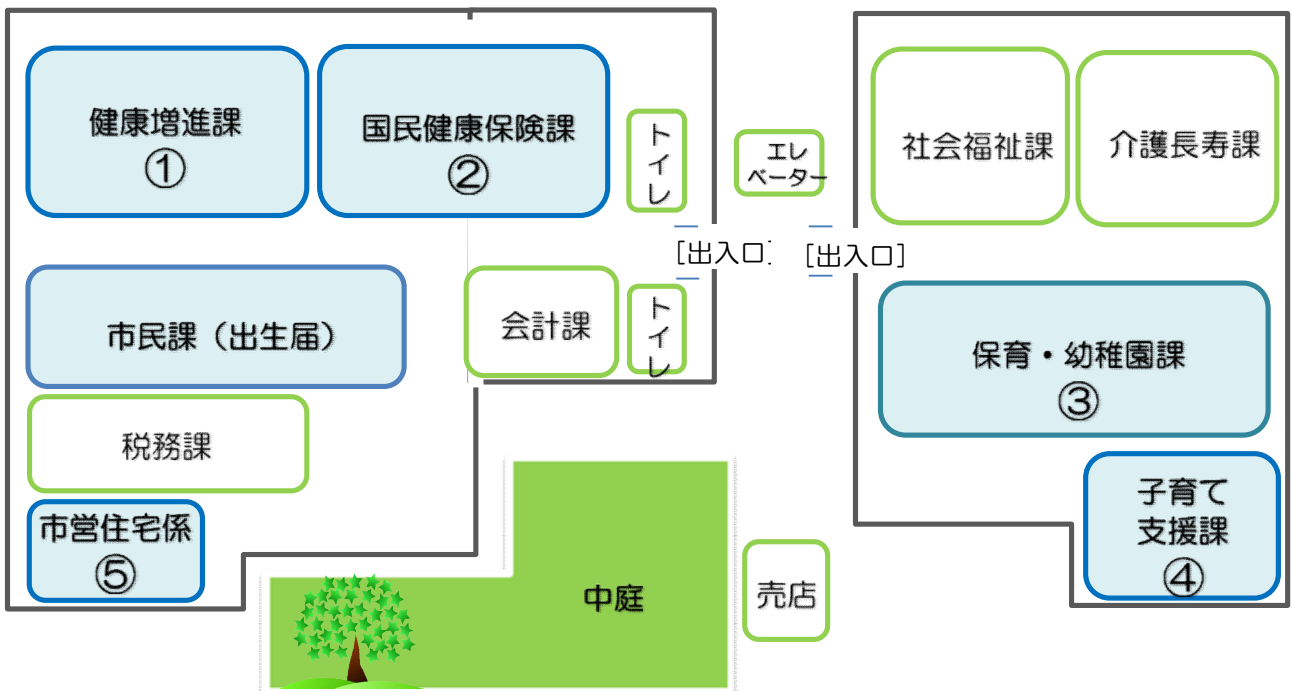 健康増進課
①
国民健康保険課
②
トイレ
エレ
ベーター
社会福祉課
介護長寿課
[出入口]
[出入口]
市民課（出生届）
会計課
トイレ
保育・幼稚園課
③
税務課
市営住宅係
⑤
中庭
売店
子育て
支援課
④